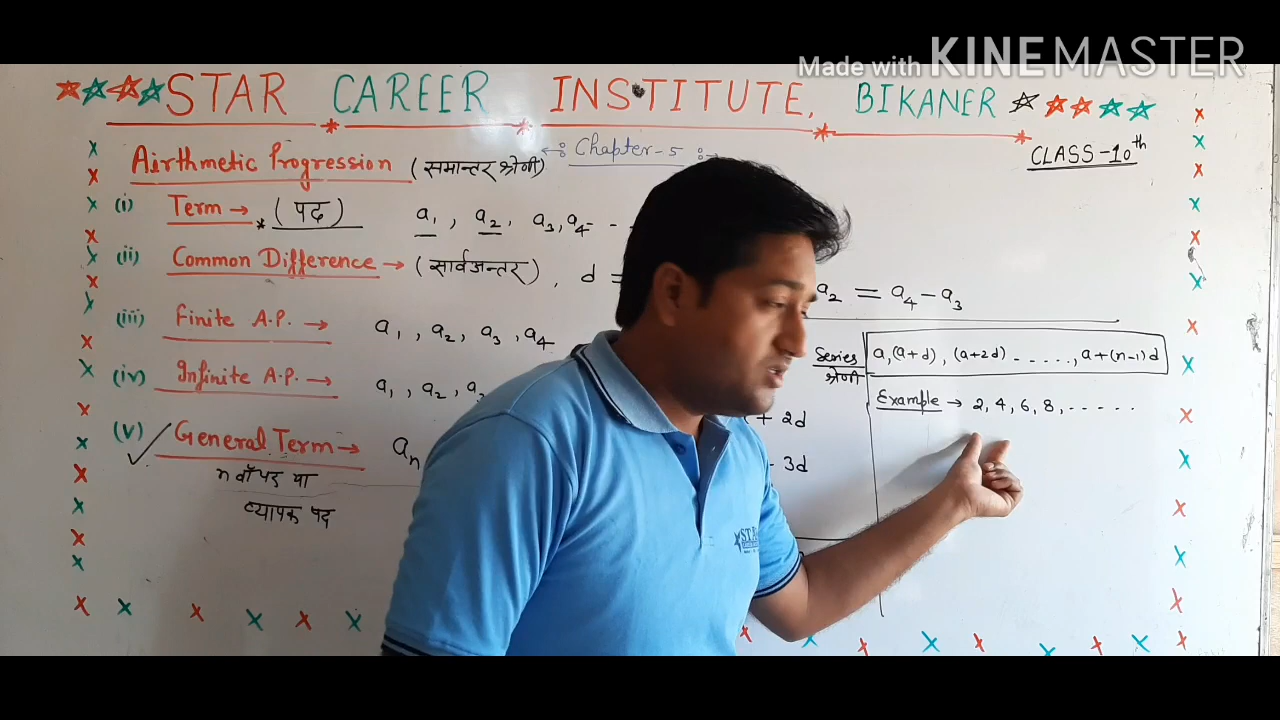 Made with KINEMASTER
STAR CAREER INSTITUTE, BIKANER
Chapter-5
CLASS-10th
Airthmetic Progression (समान्तर श्रेणी)
(i) Term → (पद) a1, a2, a3, a4 - -
(ii) Common Difference → (सार्वअन्तर), d =
a2 = a4 - a3
(iii) Finite A.P. → a1, , a2, a3, a4
Series a, (a+d), (a+2d) - - - - -, a+(n-1)d
श्रेणी
(iv) Infinite A.P. → a1, , a2, a3
Example → 2, 4, 6, 8, - - - - -
+ 2d
(v) General Term → an
- 3d
n वाँ पद या
व्यापक पद
STAR